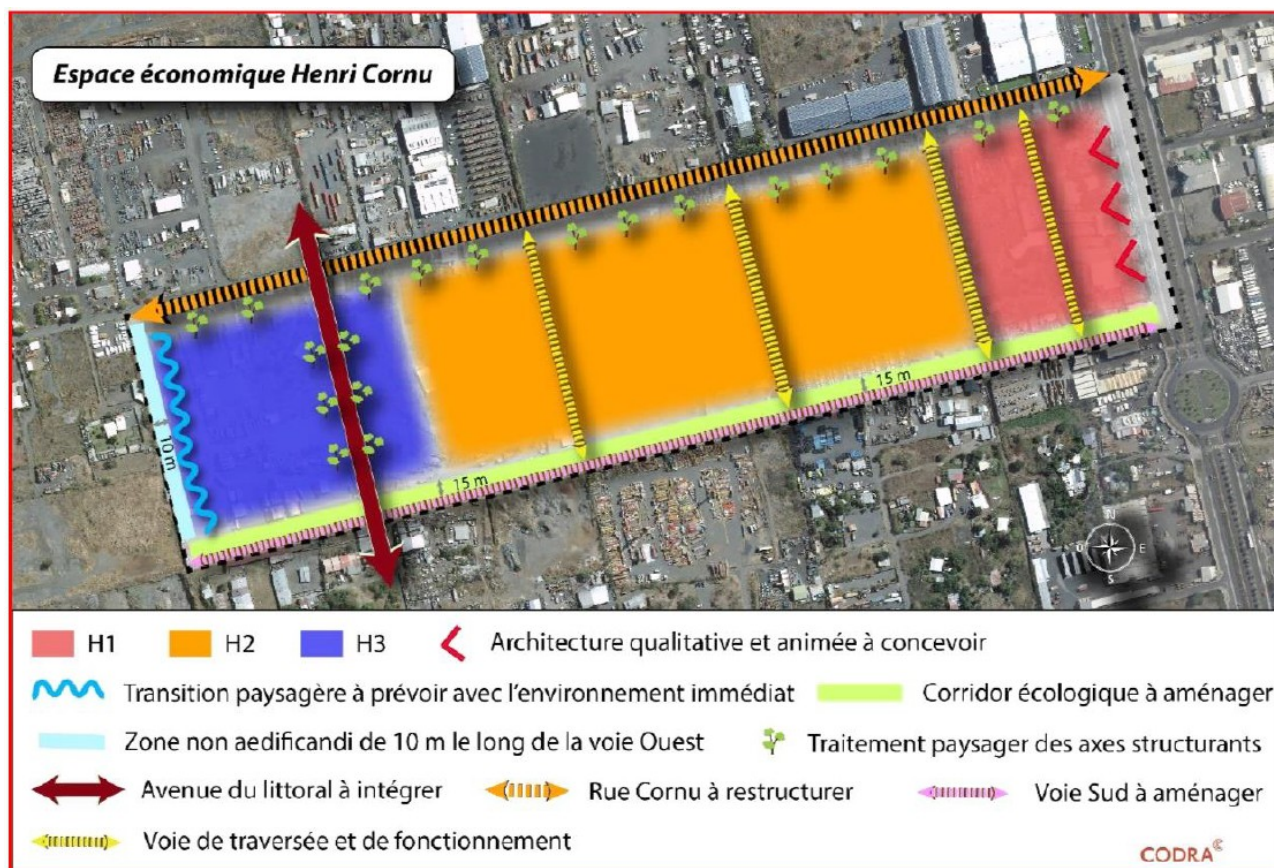 Espace économique Henri Cornu
10 m
15 m
15 m
N
O E
S
H1 H2 H3 Architecture qualitative et animée à concevoir
Transition paysagère à prévoir avec l'environnement immédiat Corridor écologique à aménager
Zone non aedificandi de 10 m le long de la voie Ouest Traitement paysager des axes structurants
Avenue du littoral à intégrer Rue Cornu à restructurer Voie Sud à aménager
Voie de traversée et de fonctionnement
CODRA